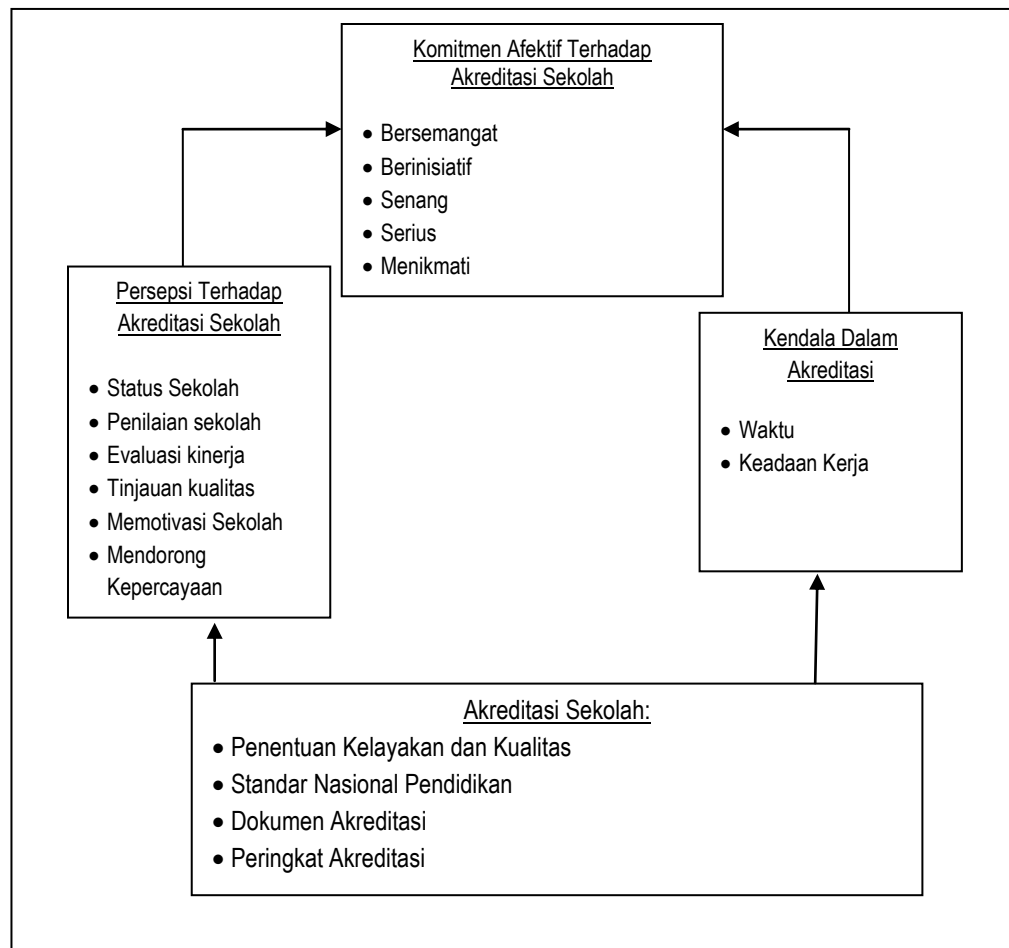 Komitmen Afektif Terhadap
Akreditasi Sekolah
• Bersemangat
• Berinisiatif
• Senang
• Serius
• Menikmati
Persepsi Terhadap
Akreditasi Sekolah
• Status Sekolah
• Penilaian sekolah
• Evaluasi kinerja
• Tinjauan kualitas
• Memotivasi Sekolah
• Mendorong
Kepercayaan
Kendala Dalam
Akreditasi
• Waktu
• Keadaan Kerja
Akreditasi Sekolah:
• Penentuan Kelayakan dan Kualitas
• Standar Nasional Pendidikan
• Dokumen Akreditasi
• Peringkat Akreditasi